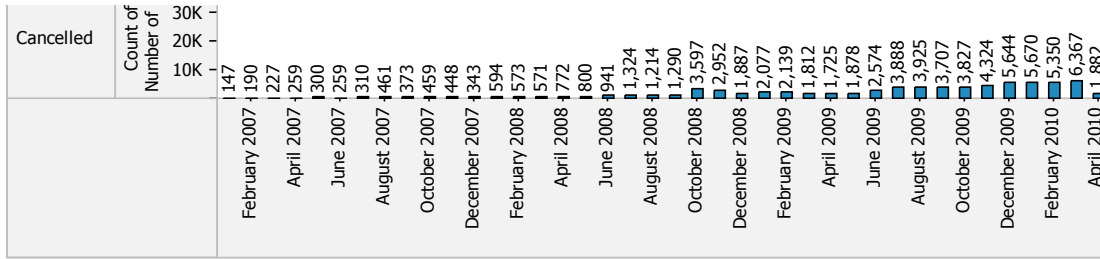 Cancelled
Count of
Number of
30K
20K
10K
147
190
227
259
300
259
310
461
373
459
448
343
594
573
571
772
800
941
1,324
1,214
1,290
3,597
2,952
1,887
2,077
2,139
1,812
1,725
1,878
2,574
3,888
3,925
3,707
3,827
4,324
5,644
5,670
5,350
6,367
1,882
February 2007
April 2007
June 2007
August 2007
October 2007
December 2007
February 2008
April 2008
June 2008
August 2008
October 2008
December 2008
February 2009
April 2009
June 2009
August 2009
October 2009
December 2009
February 2010
April 2010